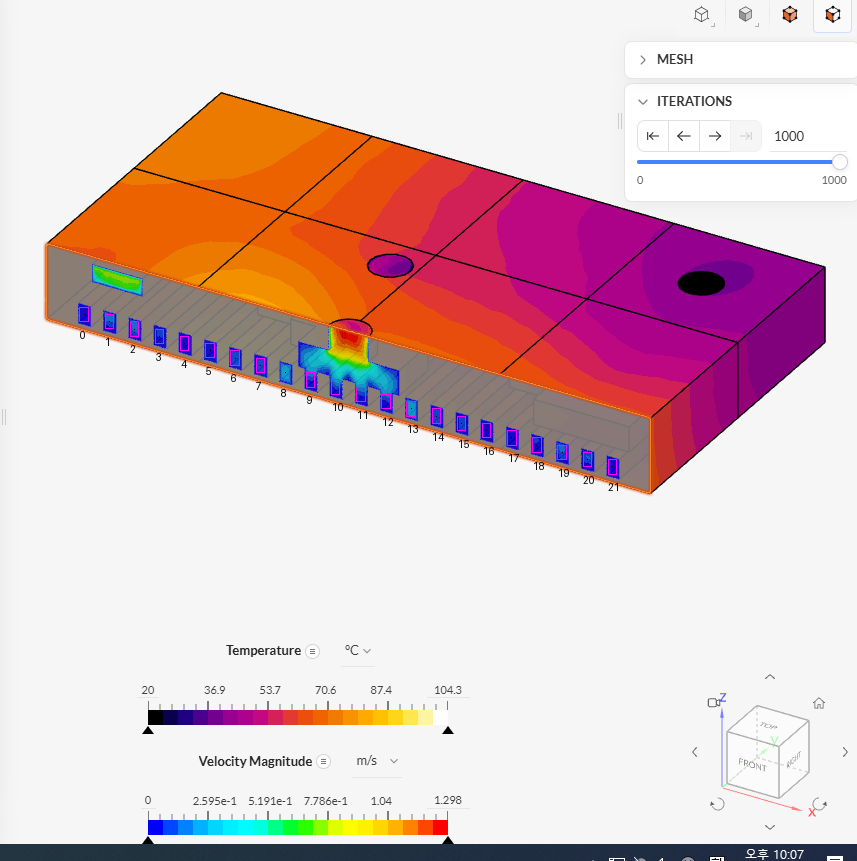 MESH
ITERATIONS
1000
0
1000
0
1
2
3
4
5
6
7
8
9
10
11
12
13
14
15
16
17
18
19
20
21
Temperature
°C
20 36.9 53.7 70.6 87.4 104.3
Velocity Magnitude
m/s
0 2.595e-1 5.191e-1 7.786e-1 1.04 1.298
Z
TOP
Y
FRONT
RIGHT
X
오후 10:07